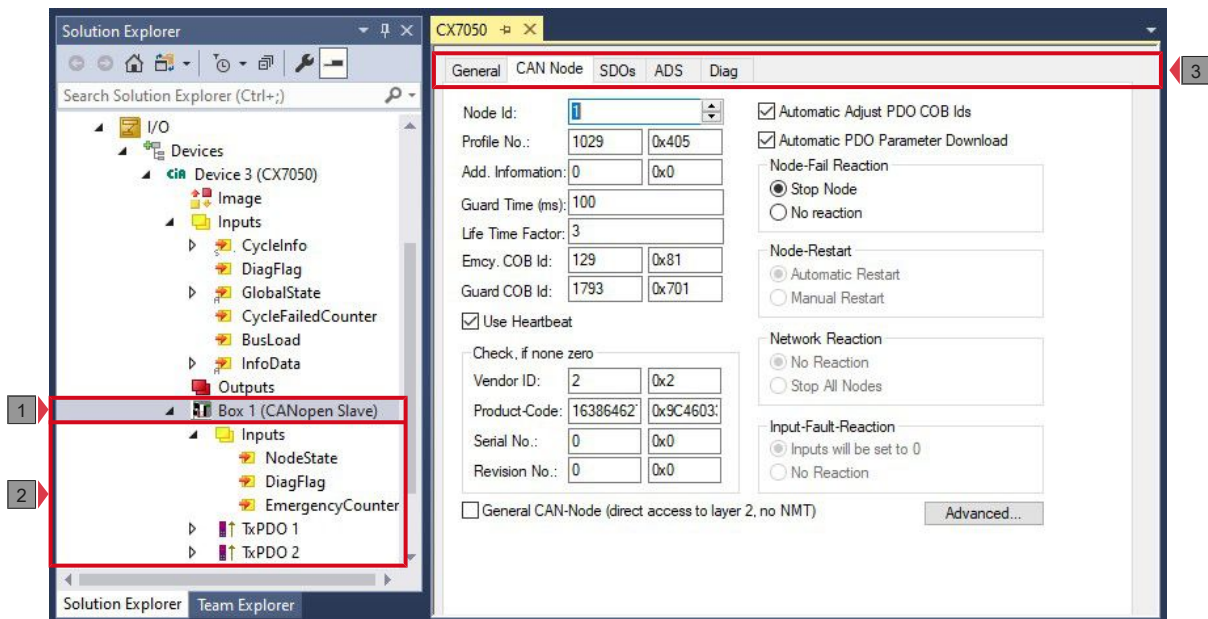 Solution Explorer
Search Solution Explorer (Ctrl+;)
I/O
Devices
CiA Device 3 (CX7050)
Image
Inputs
CycleInfo
DiagFlag
GlobalState
CycleFailedCounter
BusLoad
InfoData
Outputs
1
Box 1 (CANopen Slave)
Inputs
NodeState
DiagFlag
2
EmergencyCounter
TxPDO 1
TxPDO 2
Solution Explorer Team Explorer
CX7050
General CAN Node SDOs ADS Diag
3
Node Id: 1
Profile No.: 1029 0x405
Add. Information: 0 0x0
Guard Time (ms): 100
Life Time Factor: 3
Emcy. COB Id: 129 0x81
Guard COB Id: 1793 0x701
Use Heartbeat
Check, if none zero
Vendor ID: 2 0x2
Product-Code: 16386462 0x9C4603
Serial No.: 0 0x0
Revision No.: 0 0x0
General CAN-Node (direct access to layer 2, no NMT)
Automatic Adjust PDO COB Ids
Automatic PDO Parameter Download
Node-Fail Reaction
Stop Node
No reaction
Node-Restart
Automatic Restart
Manual Restart
Network Reaction
No Reaction
Stop All Nodes
Input-Fault-Reaction
Inputs will be set to 0
No Reaction
Advanced...